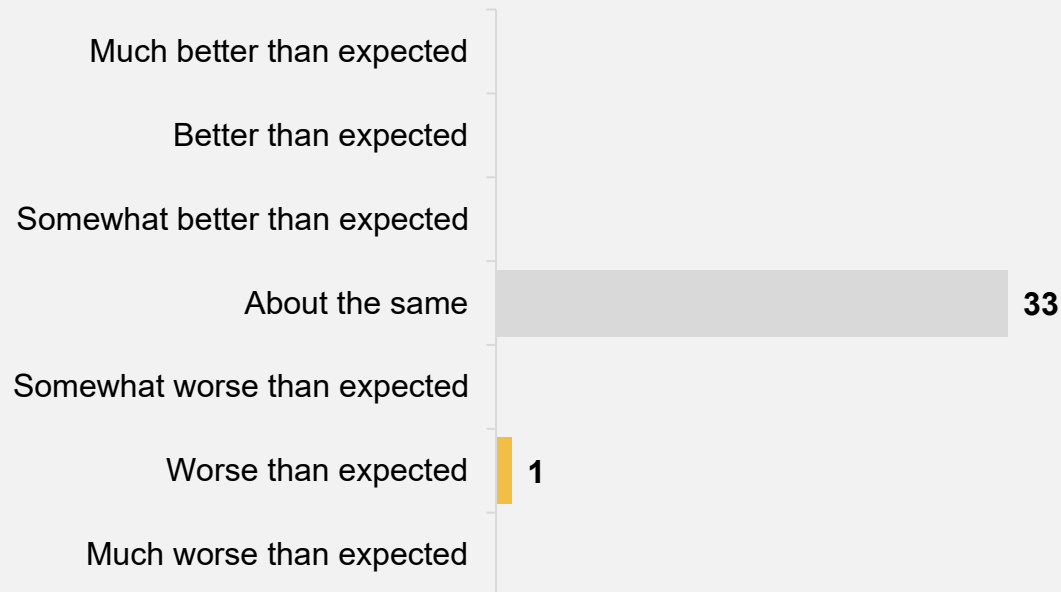 Much better than expected
Better than expected
Somewhat better than expected
About the same 33
Somewhat worse than expected
Worse than expected 1
Much worse than expected